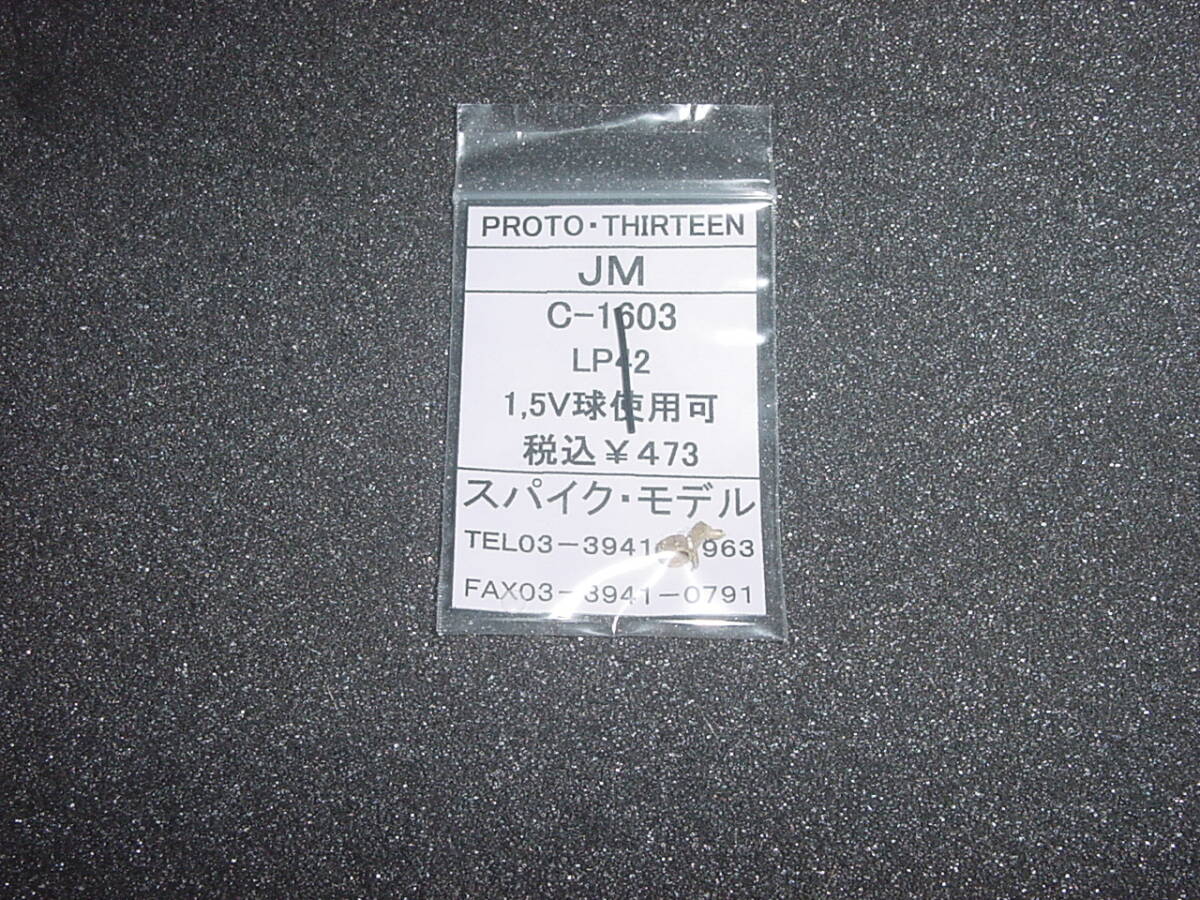 PROTO・THIRTEEN
JM
C-1603
LP42
1,5V球使用可
税込¥473
スパイク・モデル
TEL03-3941 963
FAX03-3941-0791